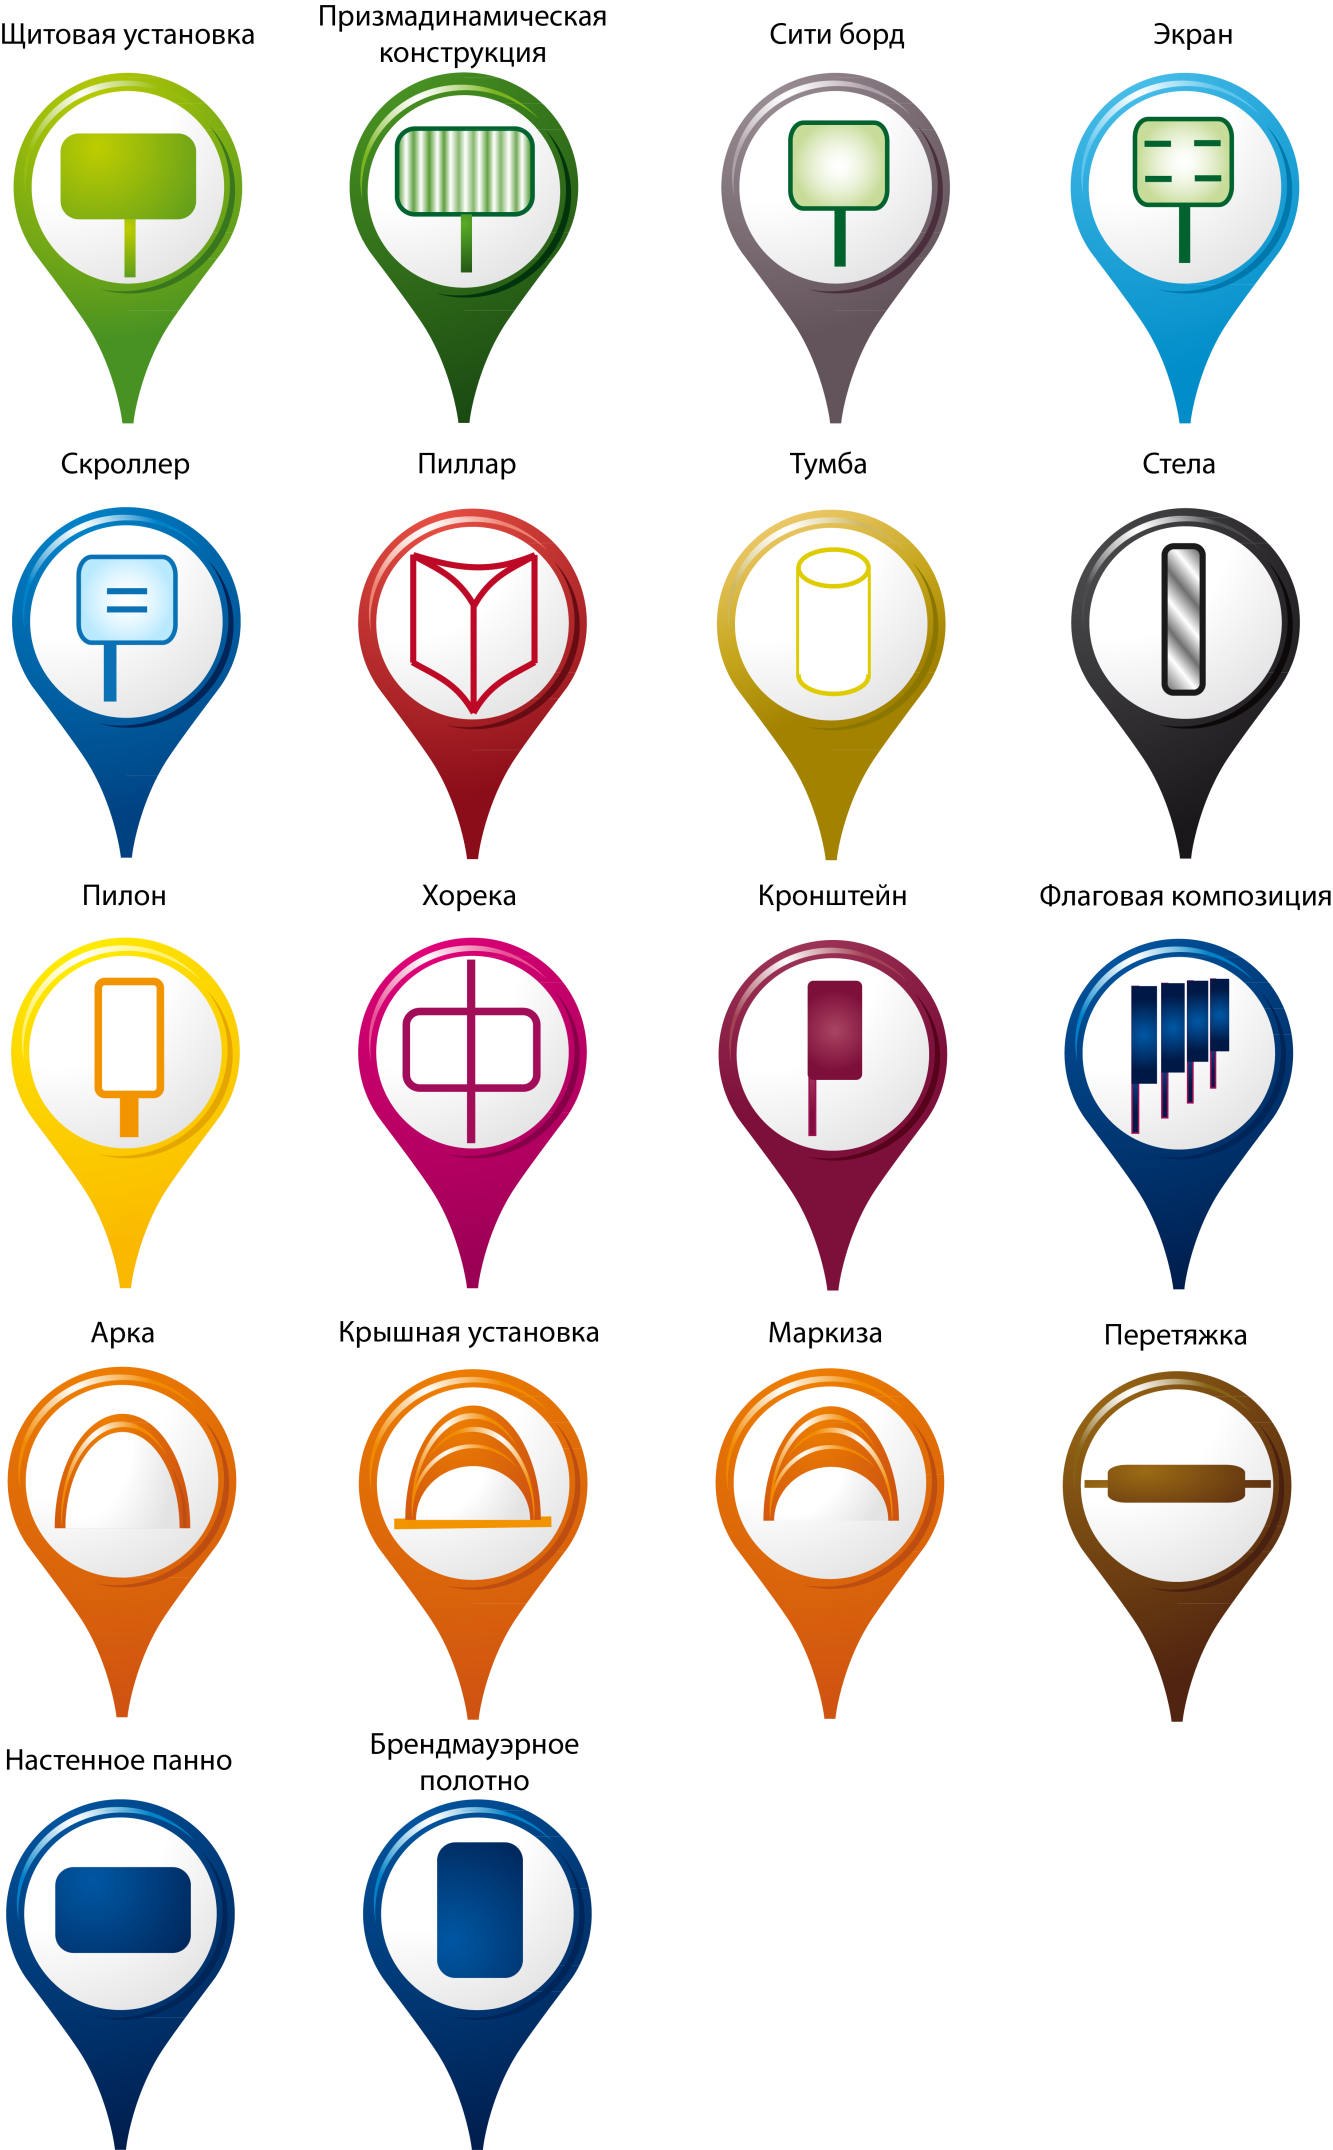 Щитовая установка
Призмадинамическая
конструкция
Сити борд
Экран
Скроллер
Пиллар
Тумба
Стела
Пилон
Хорека
Кронштейн
Флаговая композиция
Арка
Крышная установка
Маркиза
Перетяжка
Настенное панно
Брендмауэрное
полотно